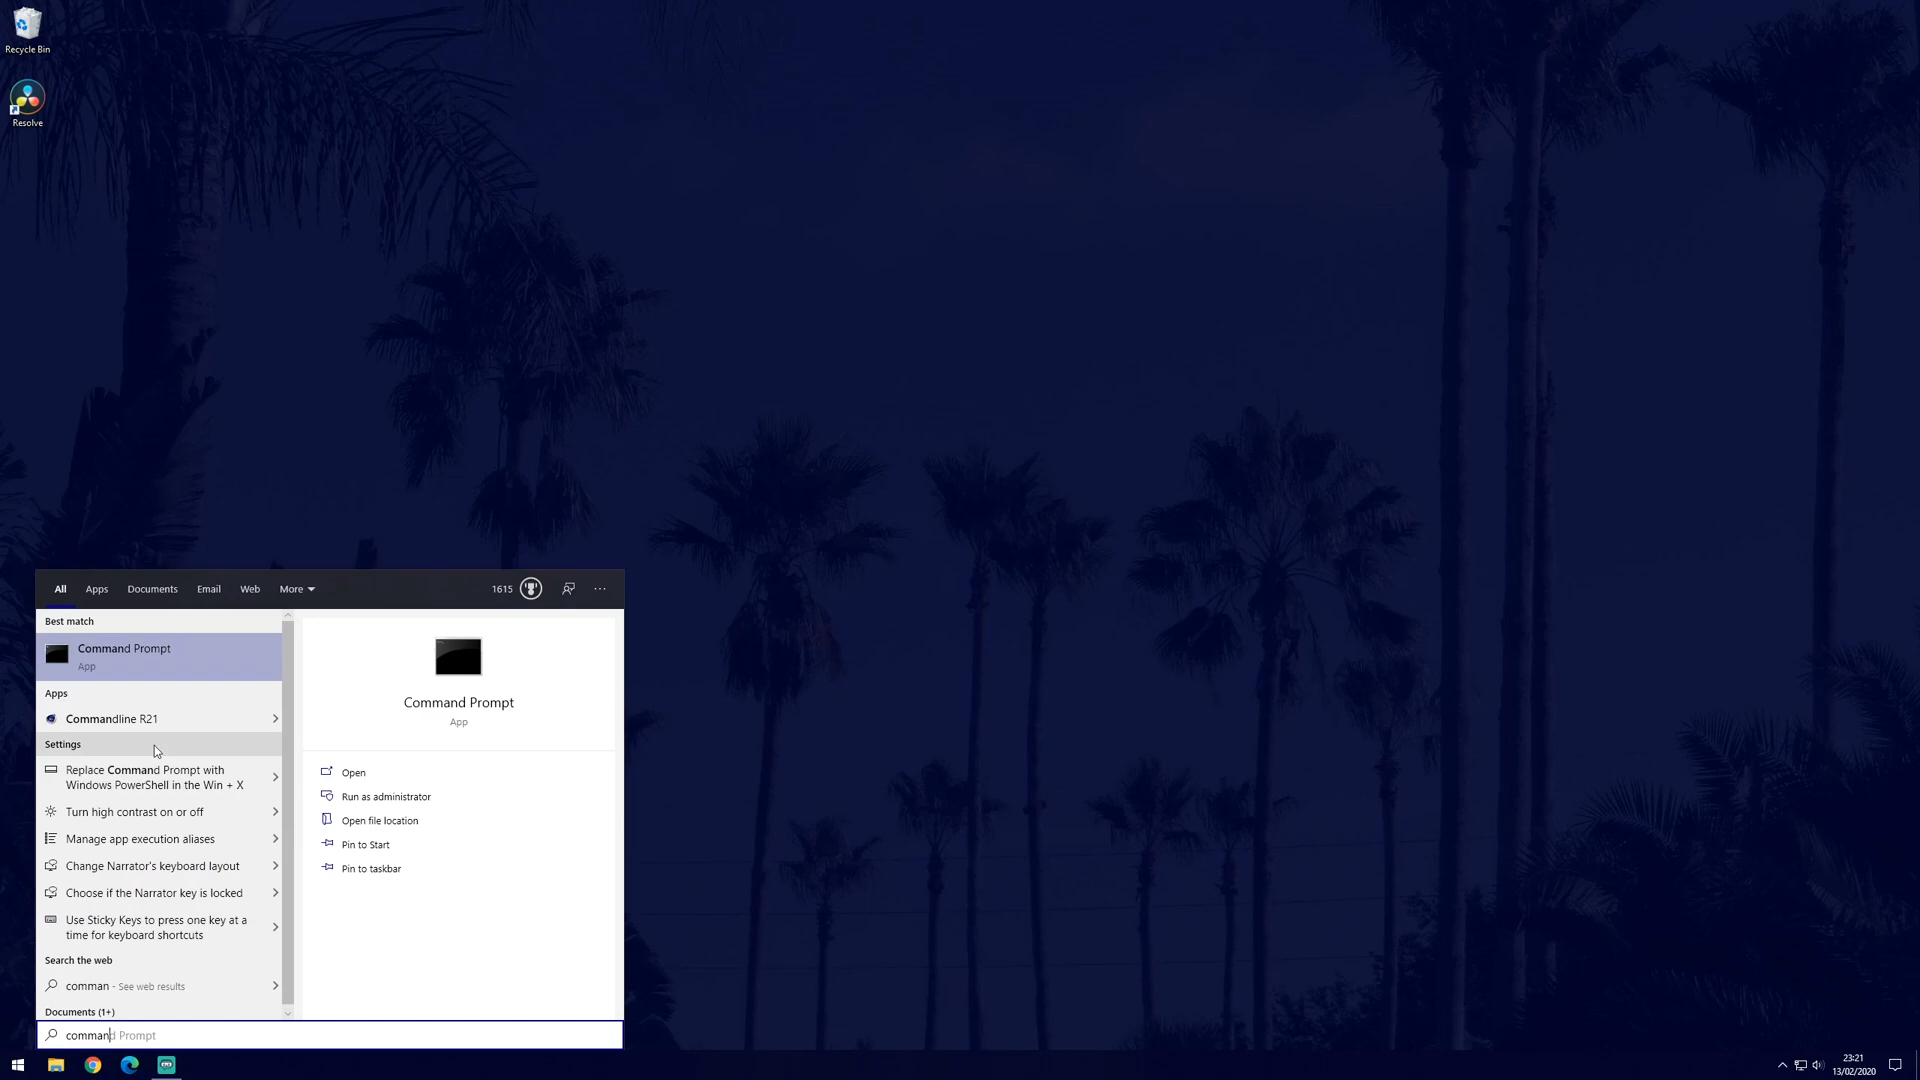 Recycle Bin
Resolve
All Apps Documents Email Web More 1615 ...
Best match
Command Prompt
App
Apps
Commandline R21
Settings
Replace Command Prompt with
Windows PowerShell in the Win + X
Turn high contrast on or off
Manage app execution aliases
Change Narrator's keyboard layout
Choose if the Narrator key is locked
Use Sticky Keys to press one key at a
time for keyboard shortcuts
Search the web
comman - See web results
Documents (1+)
Command Prompt
App
Open
Run as administrator
Open file location
Pin to Start
Pin to taskbar
command Prompt
23:21
13/02/2020